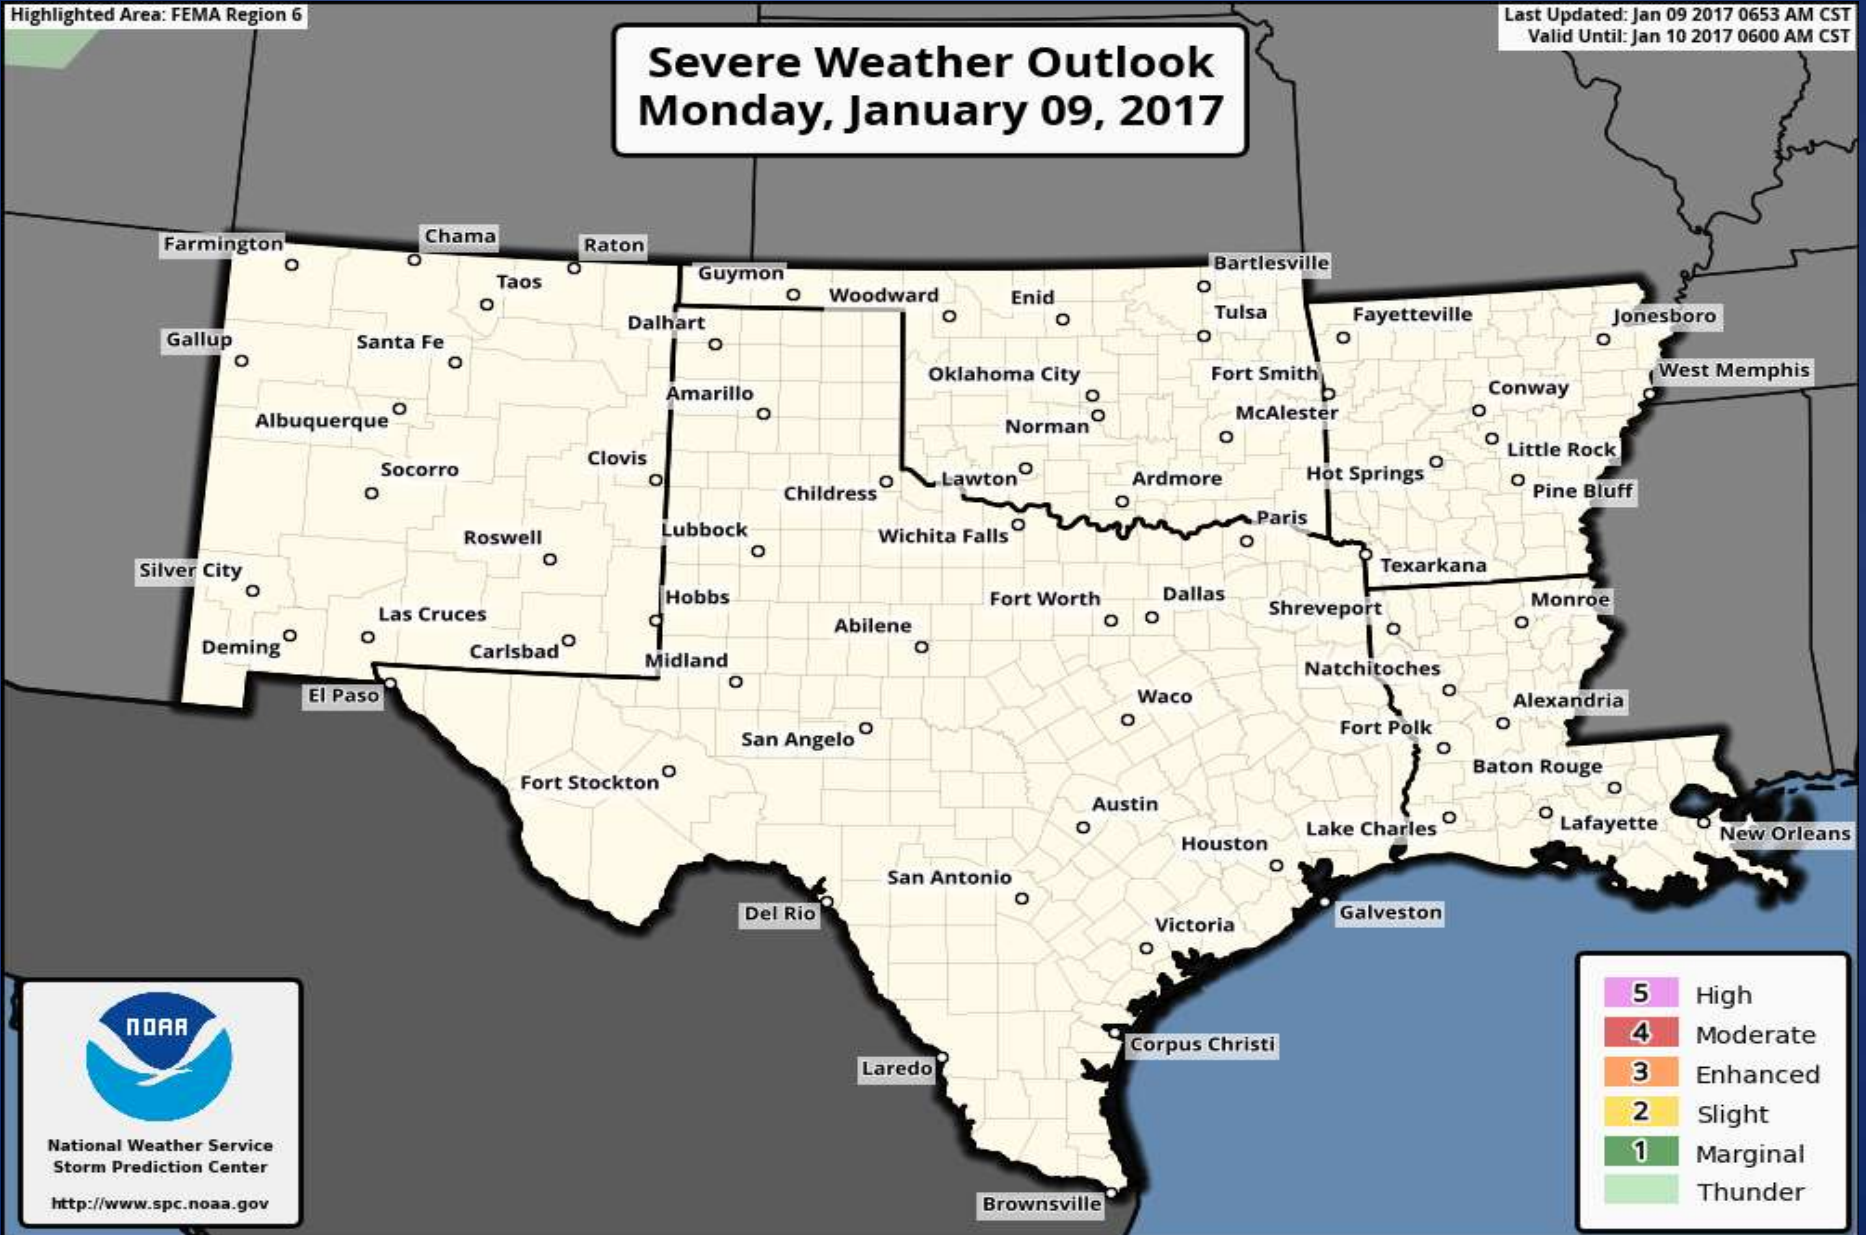 Highlighted Area: FEMA Region 6
Last Updated: Jan 09 2017 0653 AM CST
Valid Until: Jan 10 2017 0600 AM CST
Severe Weather Outlook
Monday, January 09, 2017
Farmington
Chama
Raton
Taos
Guymon
Woodward
Enid
Bartlesville
Tulsa
Fayetteville
Jonesboro
Gallup
Santa Fe
Dalhart
Oklahoma City
Fort Smith
West Memphis
Conway
Albuquerque
Amarillo
Norman
McAlester
Little Rock
Socorro
Clovis
Childress
Lawton
Ardmore
Hot Springs
Pine Bluff
Roswell
Lubbock
Wichita Falls
Paris
Texarkana
Silver City
Las Cruces
Hobbs
Fort Worth
Dallas
Shreveport
Monroe
Deming
Carlsbad
Midland
Abilene
Natchitoches
Alexandria
El Paso
San Angelo
Waco
Fort Polk
Baton Rouge
Fort Stockton
Austin
Houston
Lake Charles
Lafayette
New Orleans
San Antonio
Del Rio
Victoria
Galveston
Corpus Christi
Laredo
Brownsville
NOAA
National Weather Service
Storm Prediction Center
http://www.spc.noaa.gov
5 High
4 Moderate
3 Enhanced
2 Slight
1 Marginal
Thunder